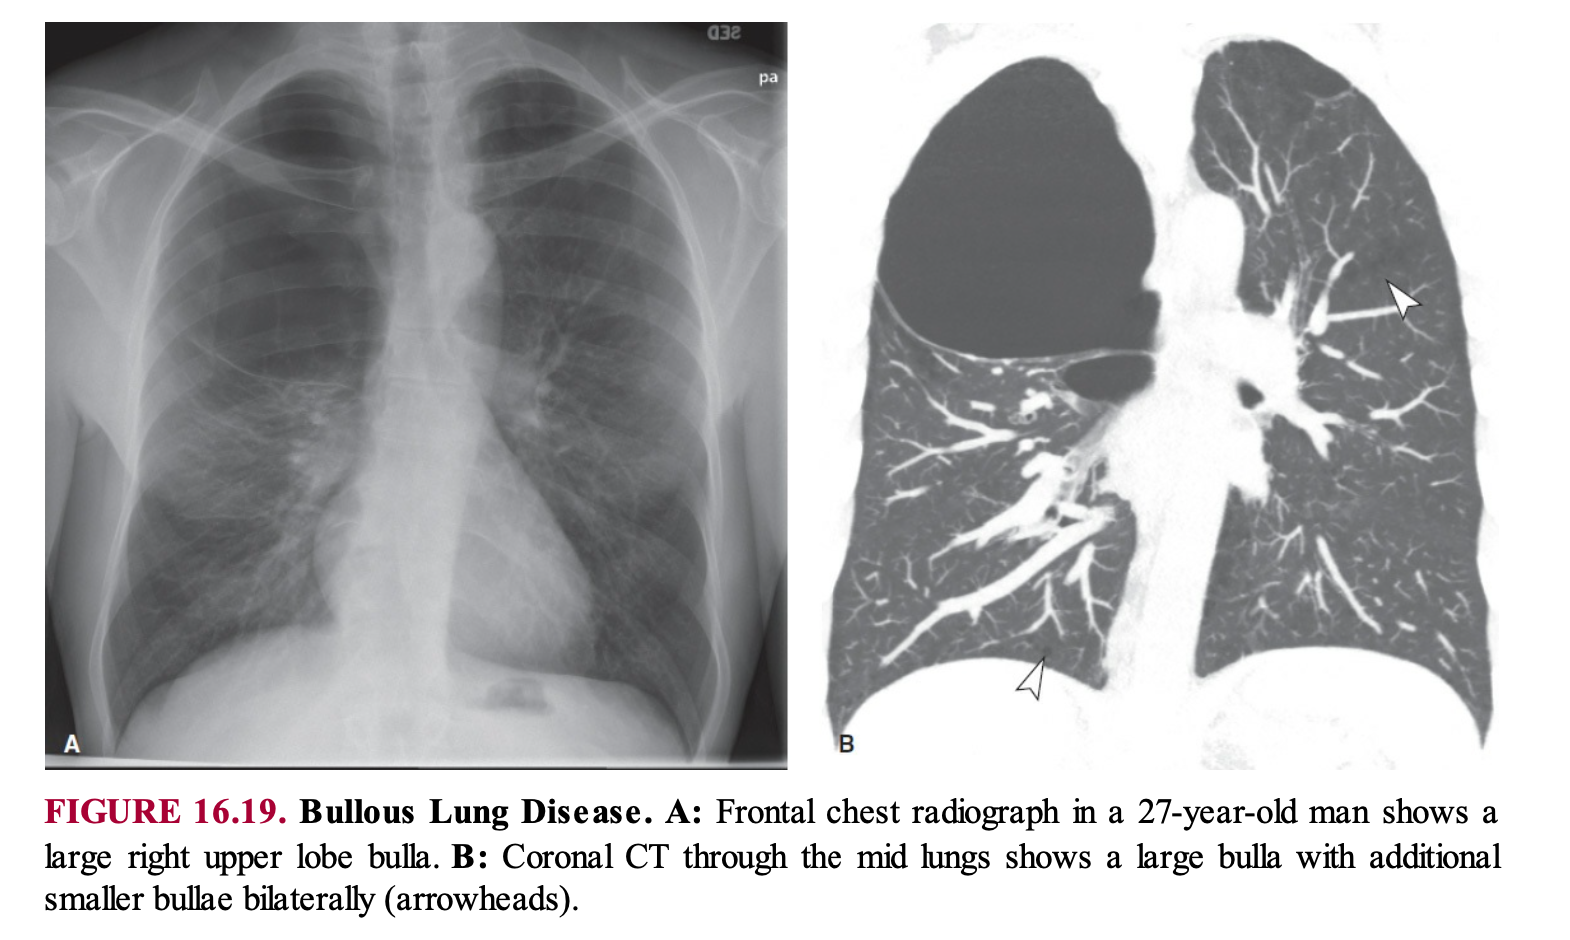 SED
pa
A
B
FIGURE 16.19. Bullous Lung Disease. A: Frontal chest radiograph in a 27-year-old man shows a
large right upper lobe bulla. B: Coronal CT through the mid lungs shows a large bulla with additional
smaller bullae bilaterally (arrowheads).